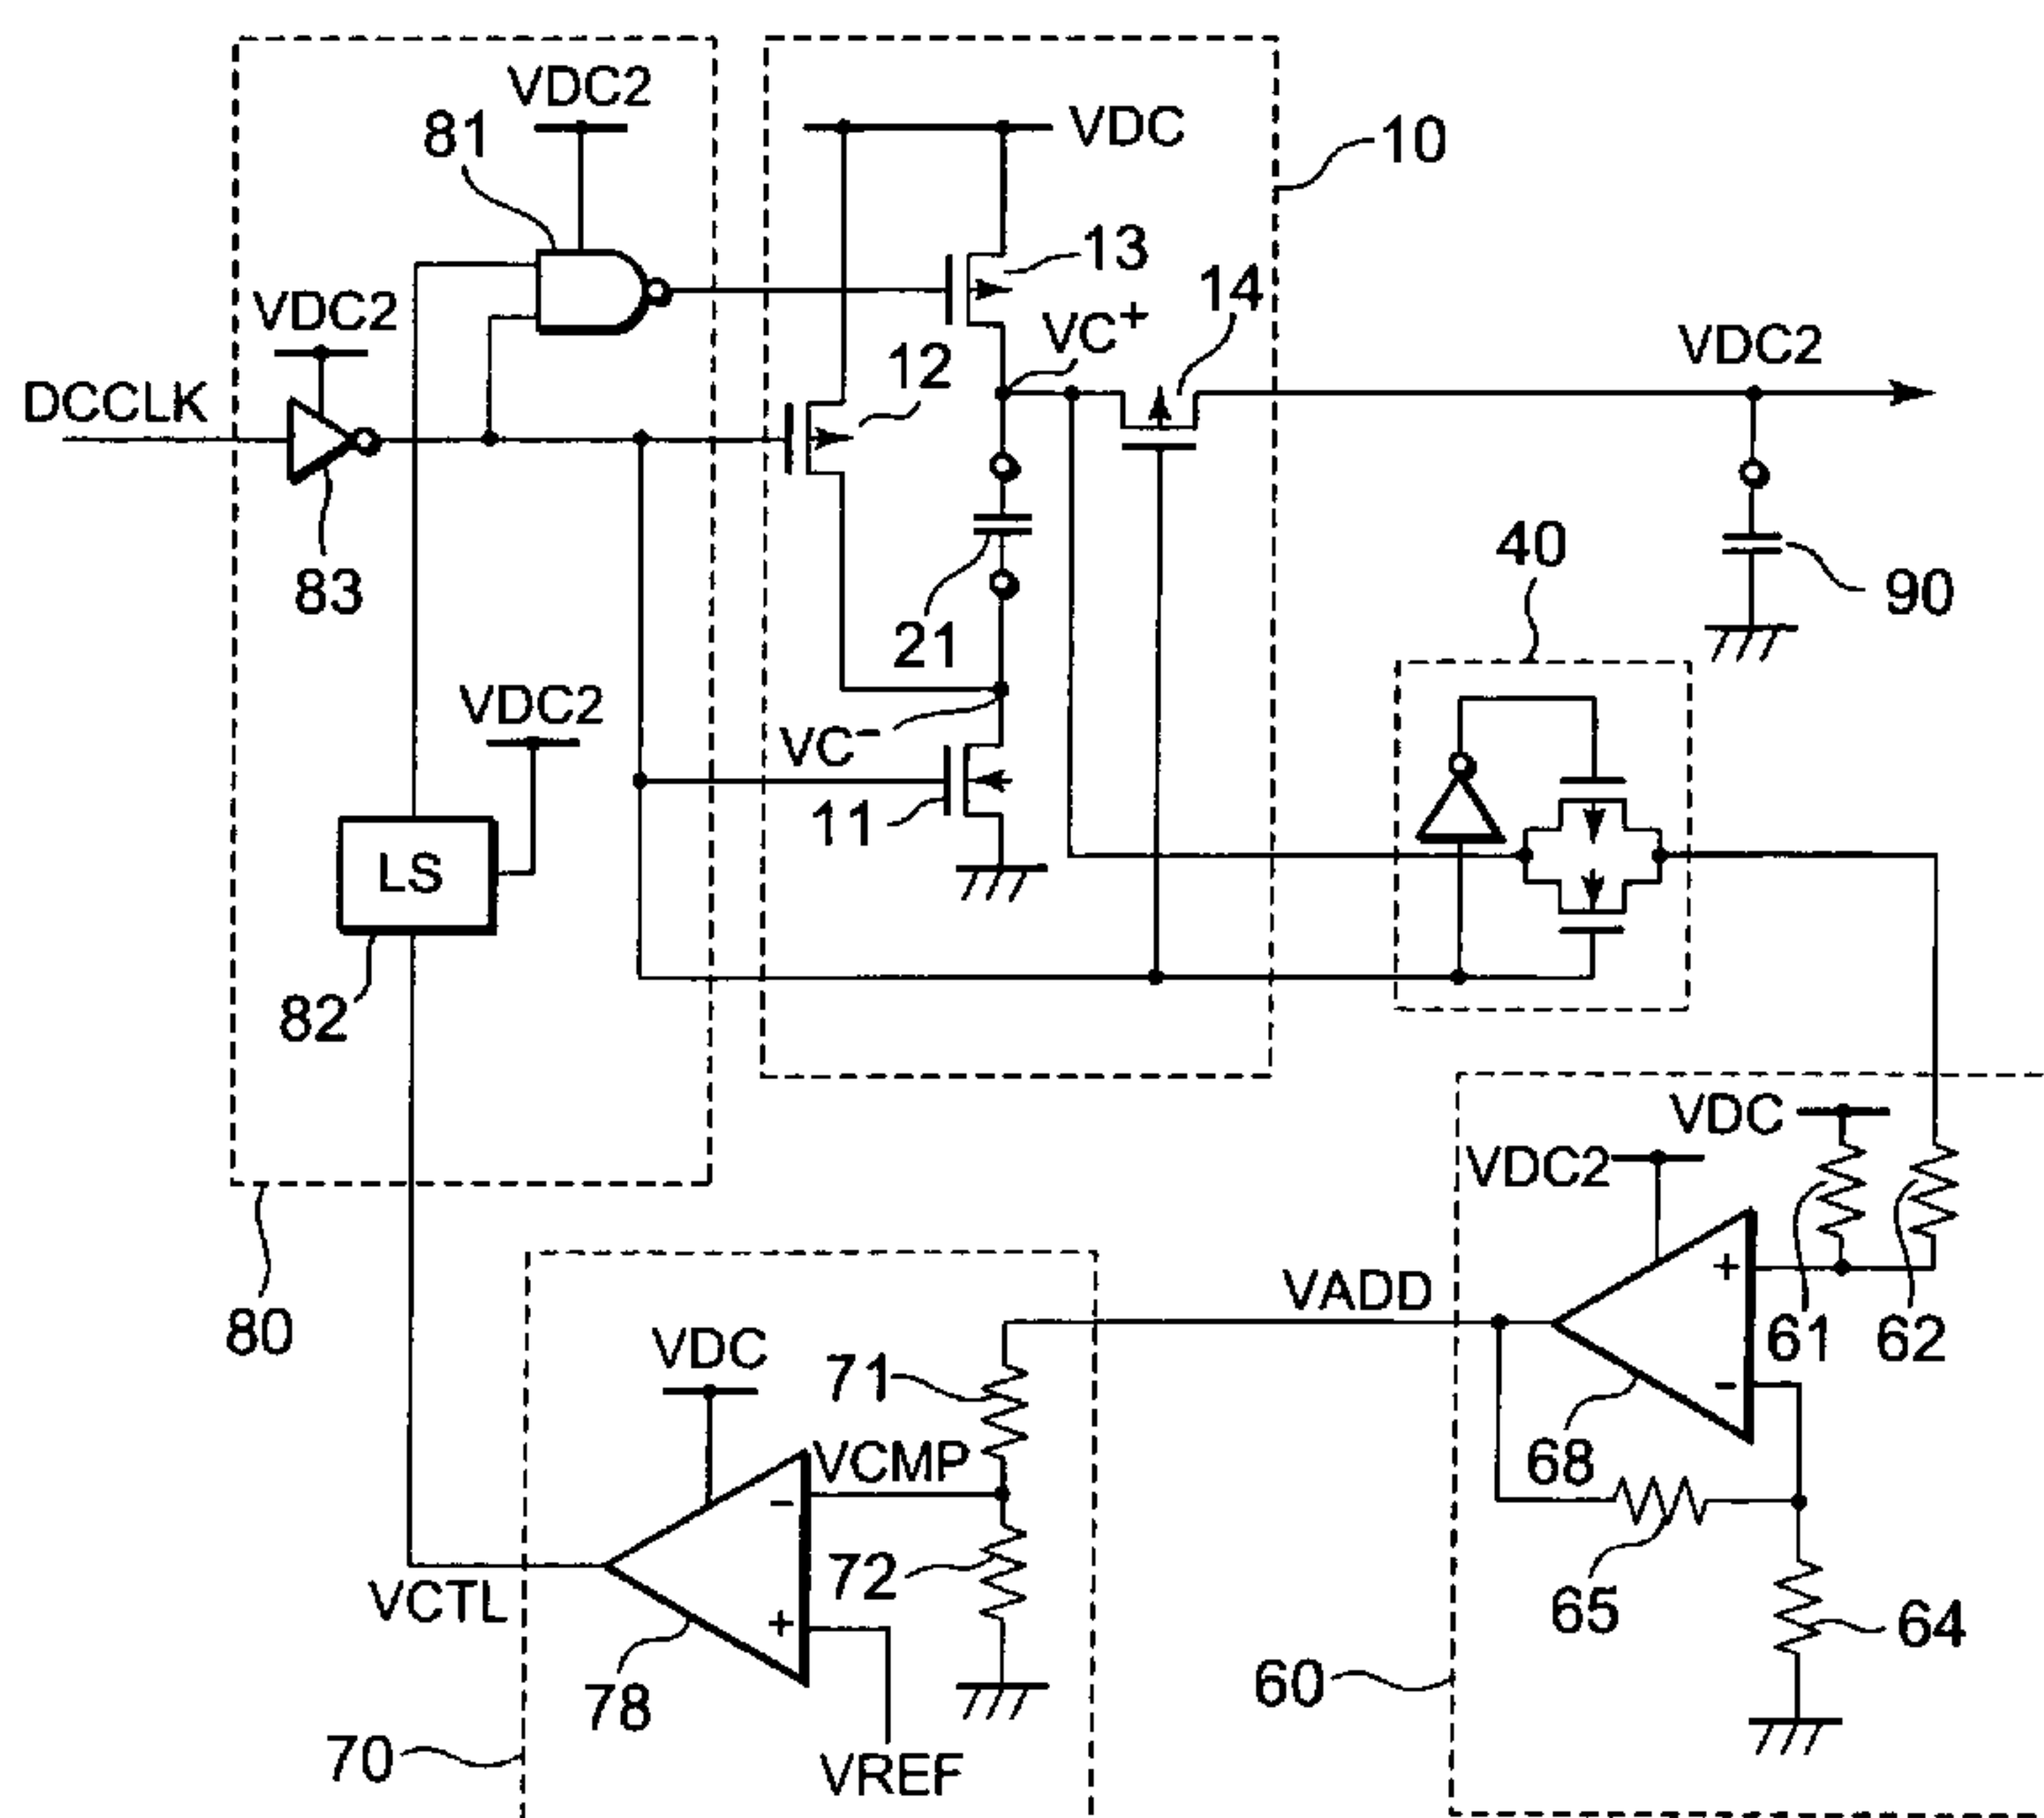 VDC2
81
VDC
10
13
14
VDC2
VC+
12
VDC2
DCCLK
83
21
40
90
VDC2
VC-
11
LS
82
VDC
VDC2
+
61
62
80
VADD
-
68
VDC
71
VCMP
-
72
+
65
64
VCTL
78
60
70
VREF